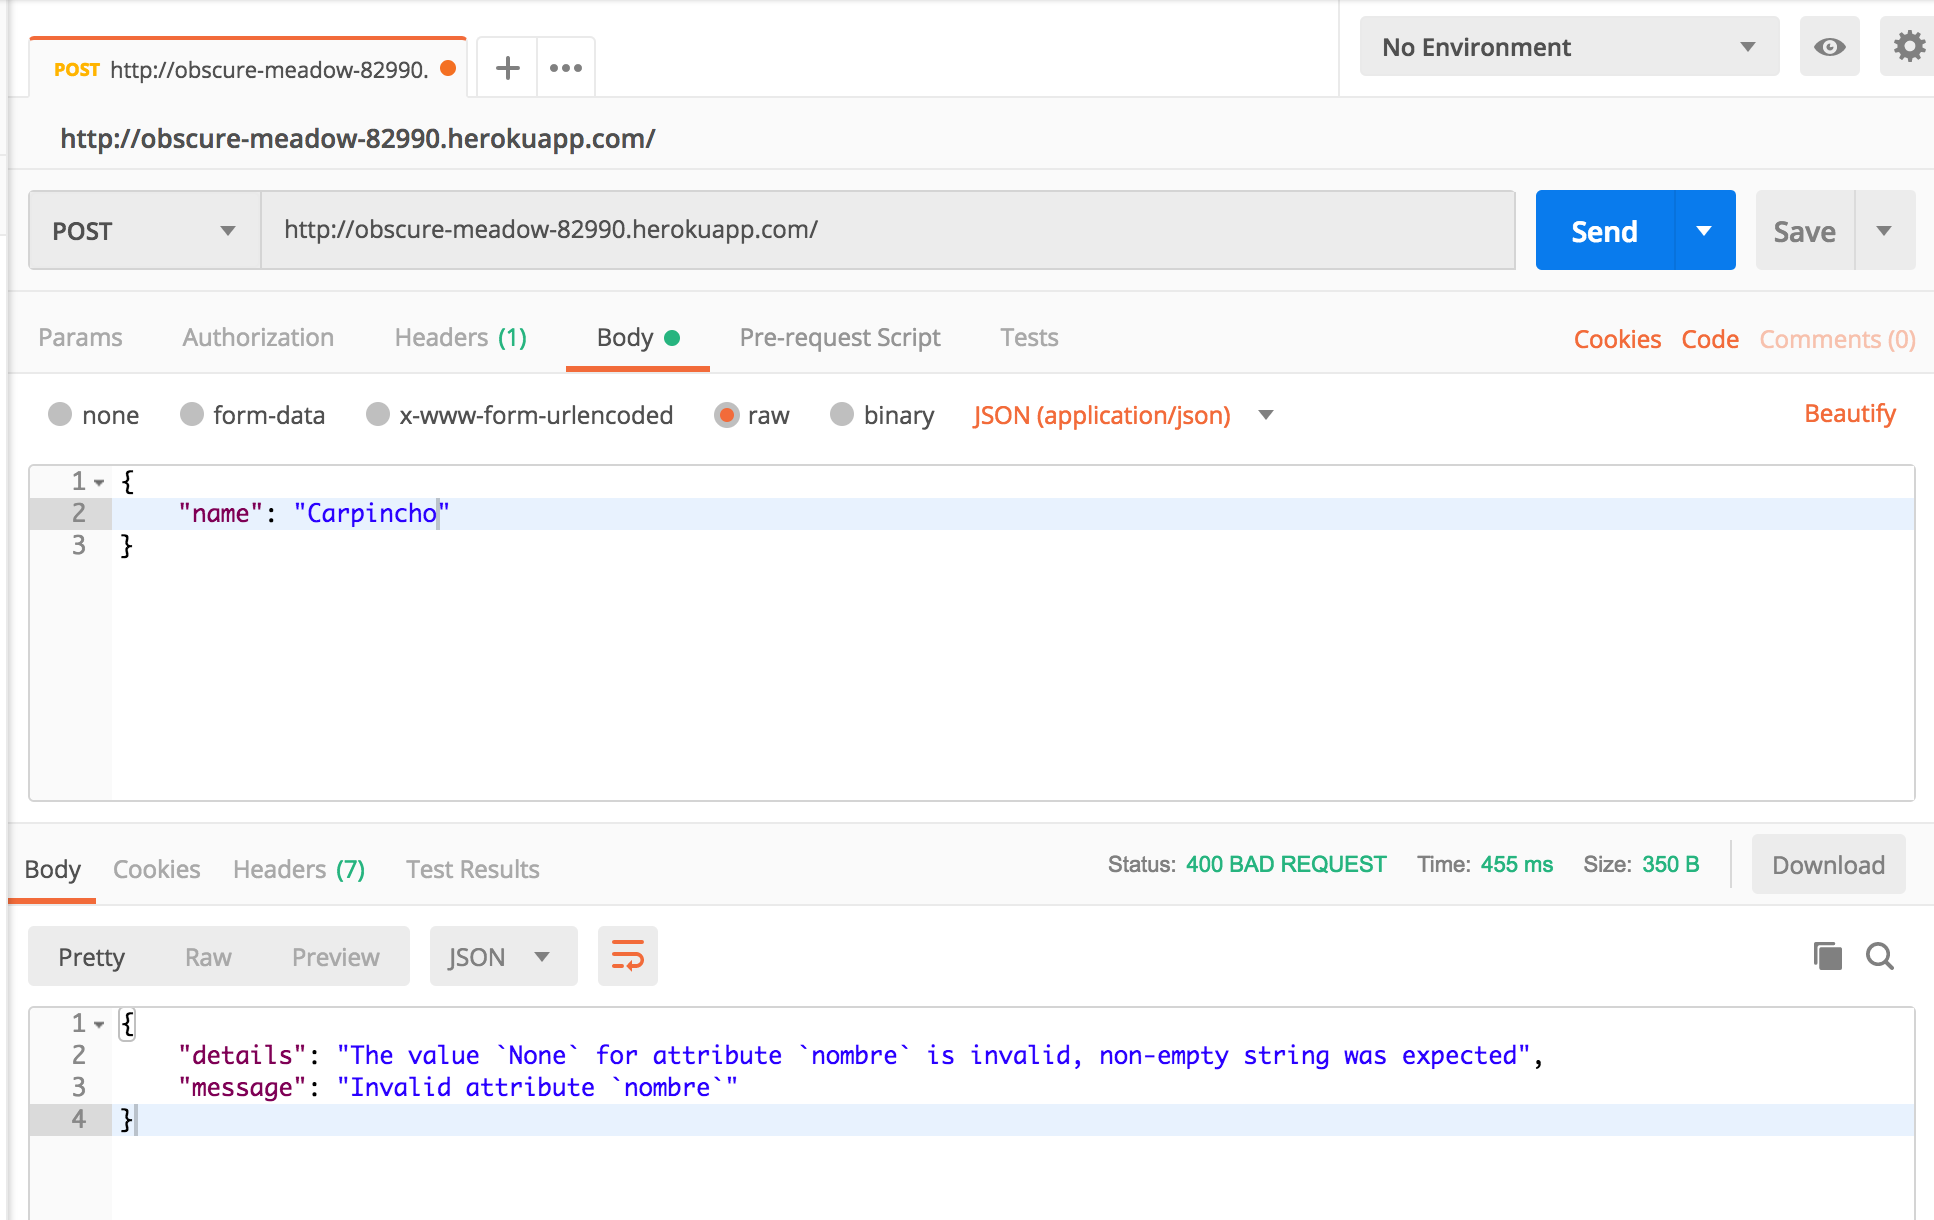 POST http://obscure-meadow-82990.
No Environment
http://obscure-meadow-82990.herokuapp.com/
POST http://obscure-meadow-82990.herokuapp.com/ Send Save
Params Authorization Headers (1) Body Pre-request Script Tests Cookies Code Comments (0)
none form-data x-www-form-urlencoded raw binary JSON (application/json) Beautify
1 {
2 "name": "Carpincho"
3 }
Body Cookies Headers (7) Test Results Status: 400 BAD REQUEST Time: 455 ms Size: 350 B Download
Pretty Raw Preview JSON
1 {
2 "details": "The value `None` for attribute `nombre` is invalid, non-empty string was expected",
3 "message": "Invalid attribute `nombre`"
4 }